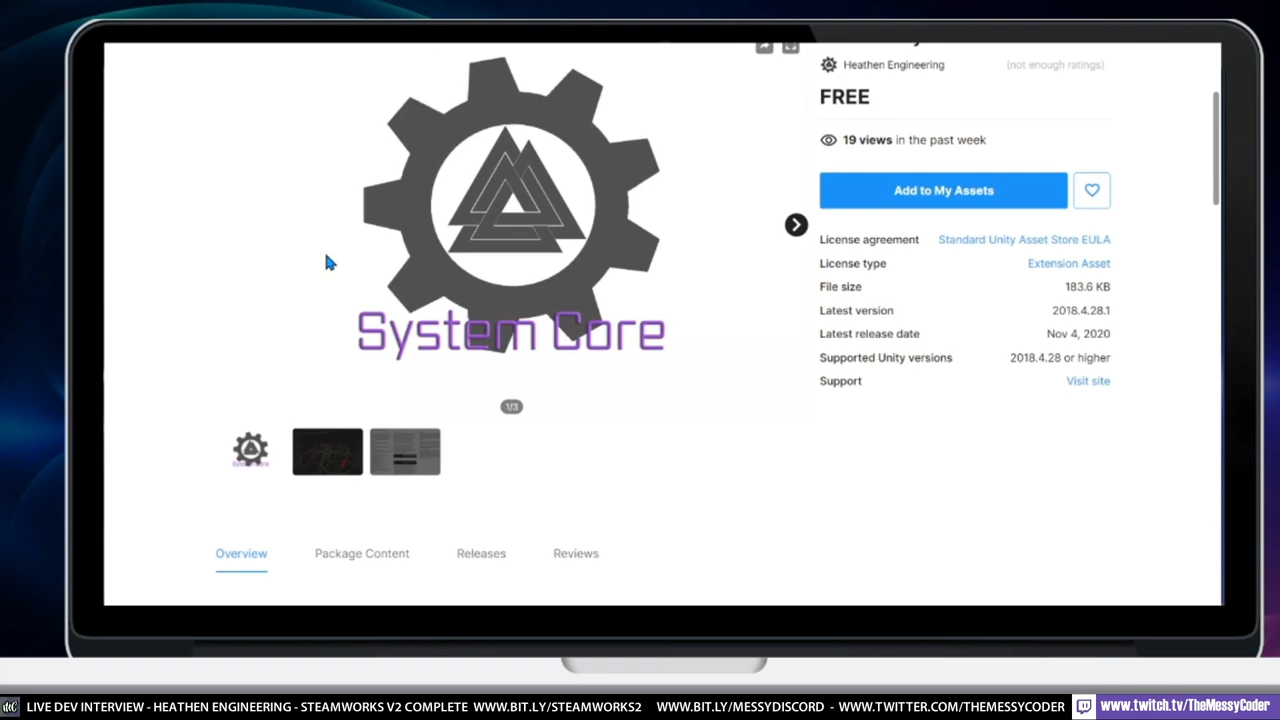 Heathen Engineering
(not enough ratings)
FREE
19 views in the past week
Add to My Assets
License agreement
Standard Unity Asset Store EULA
License type
Extension Asset
File size
183.6 KB
Latest version
2018.4.28.1
Latest release date
Nov 4, 2020
Supported Unity versions
2018.4.28 or higher
Support
Visit site
System Core
1/3
Overview
Package Content
Releases
Reviews
LIVE DEV INTERVIEW - HEATHEN ENGINEERING - STEAMWORKS V2 COMPLETE WWW.BIT.LY/STEAMWORKS2 WWW.BIT.LY/MESSYDISCORD - WWW.TWITTER.COM/THEMESSYCODER
www.twitch.tv/TheMessyCoder